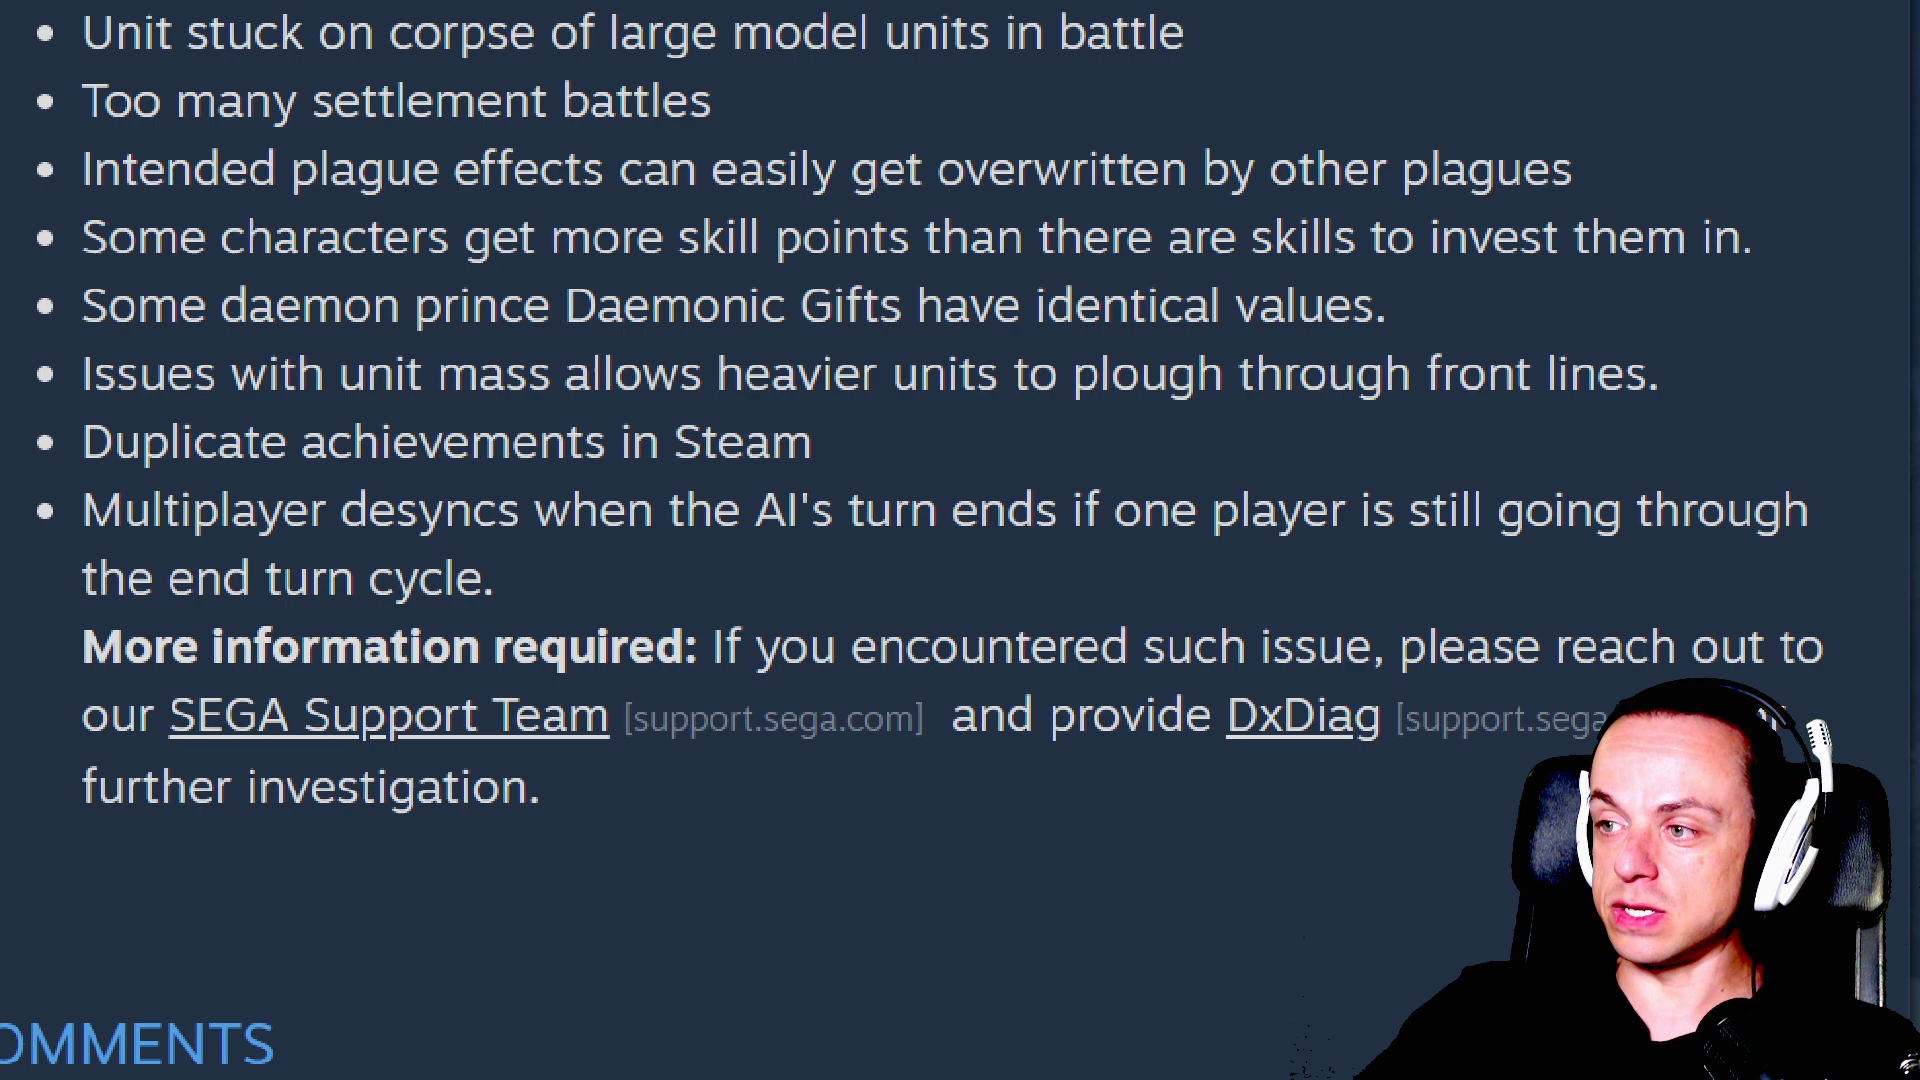 • Unit stuck on corpse of large model units in battle
• Too many settlement battles
• Intended plague effects can easily get overwritten by other plagues
• Some characters get more skill points than there are skills to invest them in.
• Some daemon prince Daemonic Gifts have identical values.
• Issues with unit mass allows heavier units to plough through front lines.
• Duplicate achievements in Steam
• Multiplayer desyncs when the AI's turn ends if one player is still going through
the end turn cycle.
More information required: If you encountered such issue, please reach out to
our SEGA Support Team [support.sega.com] and provide DxDiag [support.sega
further investigation.
OMMENTS